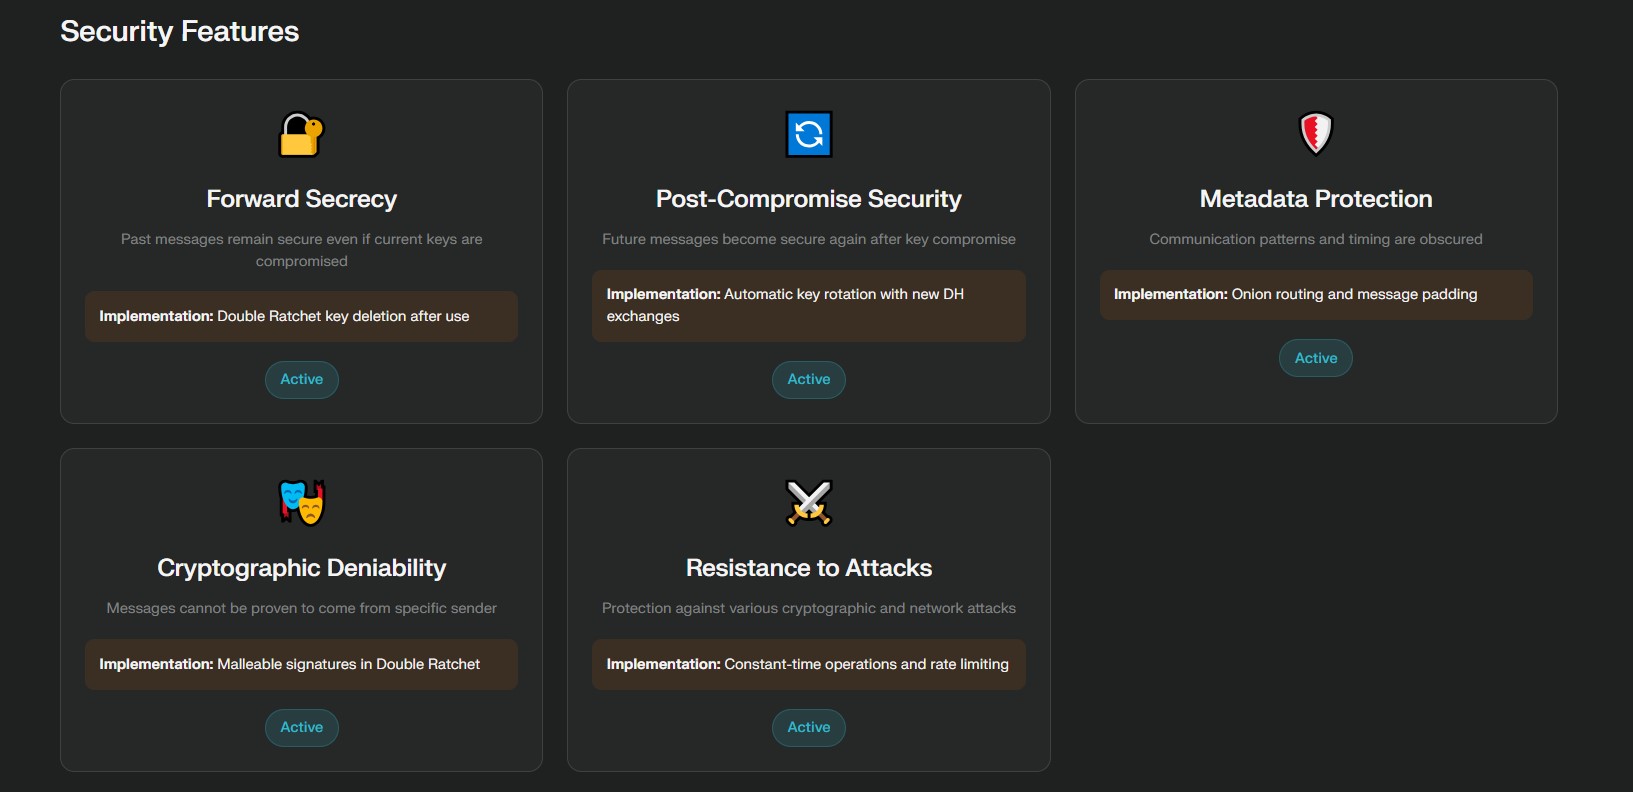 Security Features
Forward Secrecy
Past messages remain secure even if current keys are
compromised
Implementation: Double Ratchet key deletion after use
Active
Post-Compromise Security
Future messages become secure again after key compromise
Implementation: Automatic key rotation with new DH
exchanges
Active
Metadata Protection
Communication patterns and timing are obscured
Implementation: Onion routing and message padding
Active
Cryptographic Deniability
Messages cannot be proven to come from specific sender
Implementation: Malleable signatures in Double Ratchet
Active
Resistance to Attacks
Protection against various cryptographic and network attacks
Implementation: Constant-time operations and rate limiting
Active